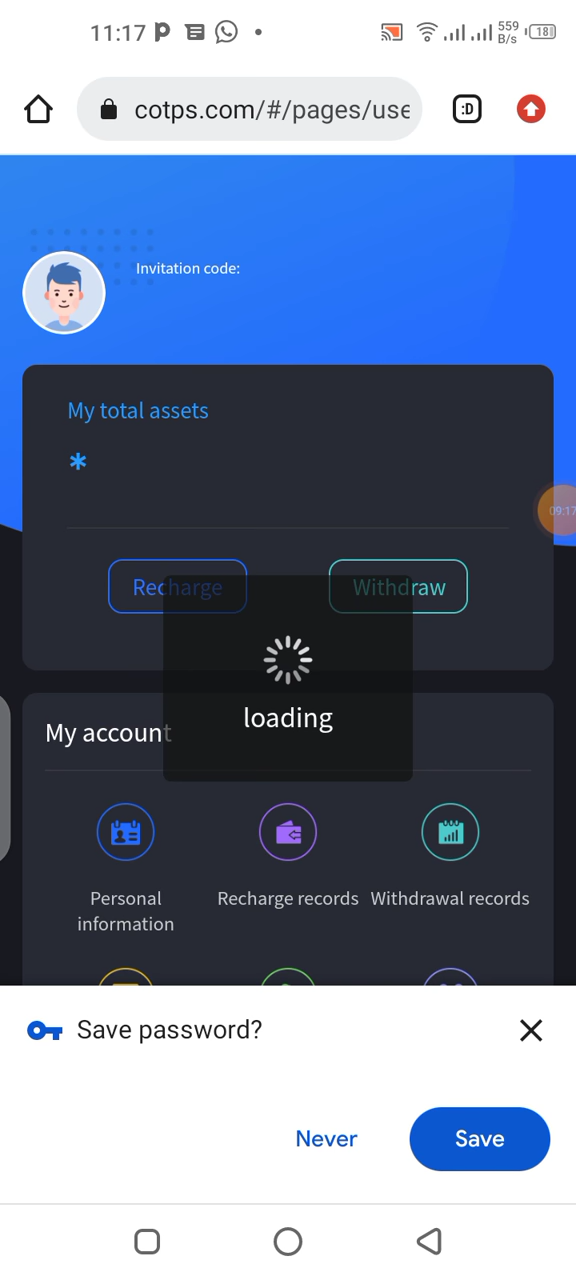 11:17
559
B/s
18
cotps.com/#/pages/use
:D
Invitation code:
My total assets
*
09:17
Recharge
Withdraw
loading
My account
Personal
information
Recharge records
Withdrawal records
Save password?
Never
Save